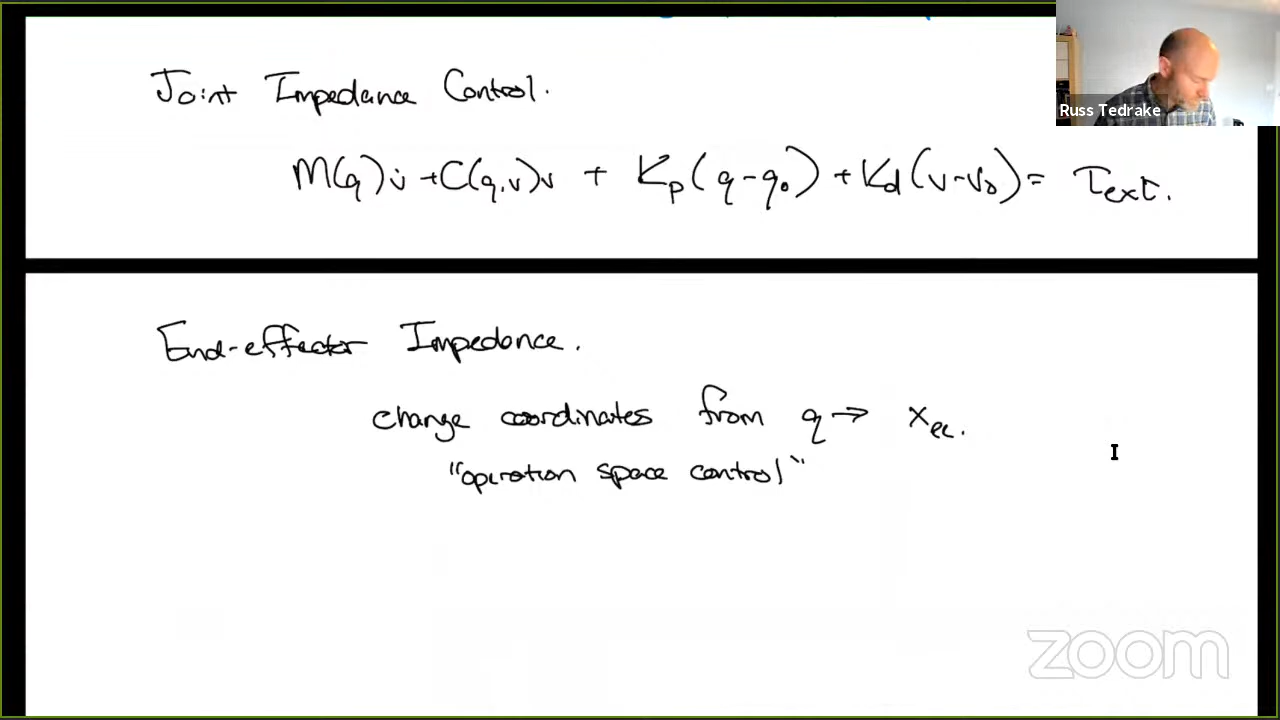 Joint Impedance Control.
Russ Tedrake
M(q)v̇ + C(q,v)v + Kp(q-q₀) + Kd(v-v₀) = τext.
End-effector Impedance.
change coordinates from q → xee.
"operation space control"
zoom